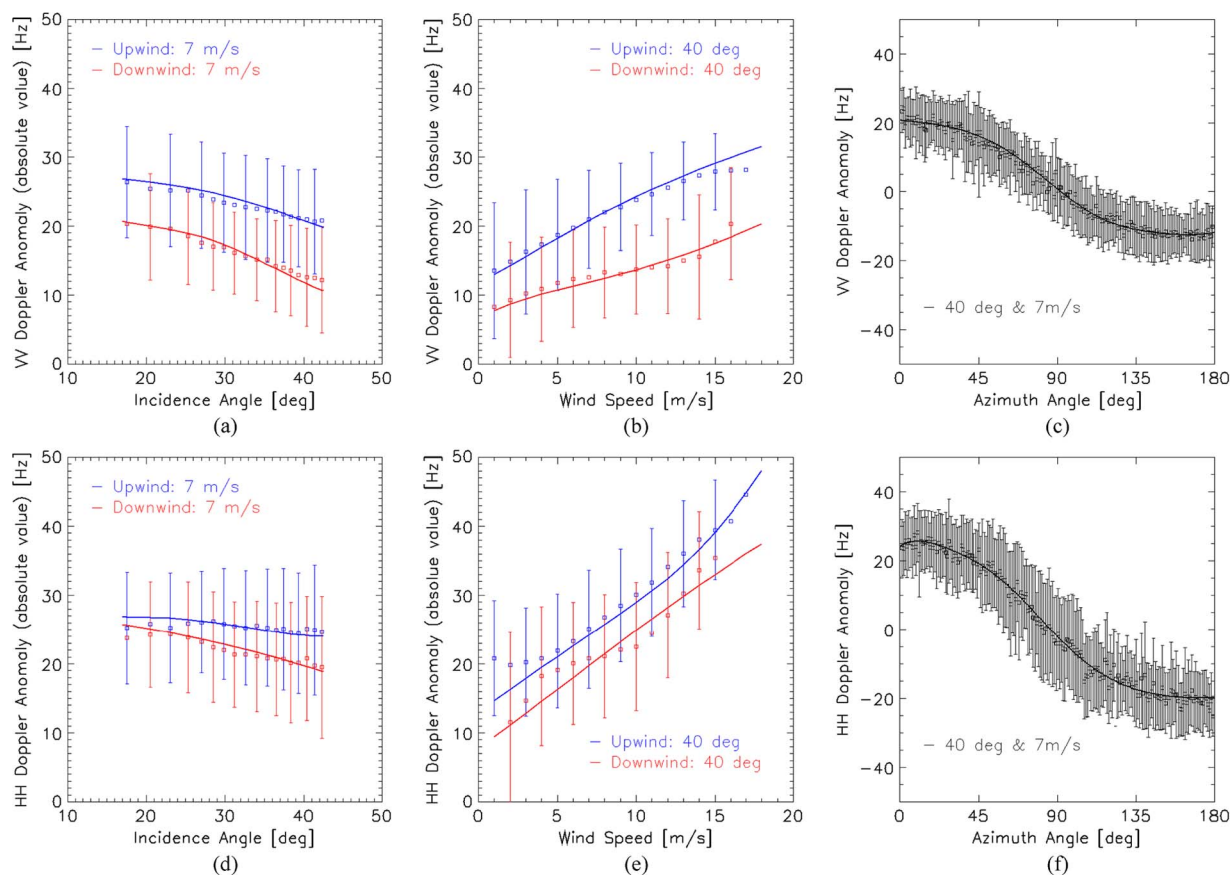 VV Doppler Anomaly (absolute value) [Hz]
50
40
30
20
10
0
— Upwind: 7 m/s
— Downwind: 7 m/s
10 20 30 40 50
Incidence Angle [deg]
(a)
VV Doppler Anomaly (absolue value) [Hz]
50
40
30
20
10
0
— Upwind: 40 deg
— Downwind: 40 deg
0 5 10 15 20
Wind Speed [m/s]
(b)
VV Doppler Anomaly [Hz]
40
20
0
-20
-40
— 40 deg & 7m/s
0 45 90 135 180
Azimuth Angle [deg]
(c)
HH Doppler Anomaly (absolute value) [Hz]
50
40
30
20
10
0
— Upwind: 7 m/s
— Downwind: 7 m/s
10 20 30 40 50
Incidence Angle [deg]
(d)
HH Doppler Anomaly (absolue value) [Hz]
50
40
30
20
10
0
— Upwind: 40 deg
— Downwind: 40 deg
0 5 10 15 20
Wind Speed [m/s]
(e)
HH Doppler Anomaly [Hz]
40
20
0
-20
-40
— 40 deg & 7m/s
0 45 90 135 180
Azimuth Angle [deg]
(f)